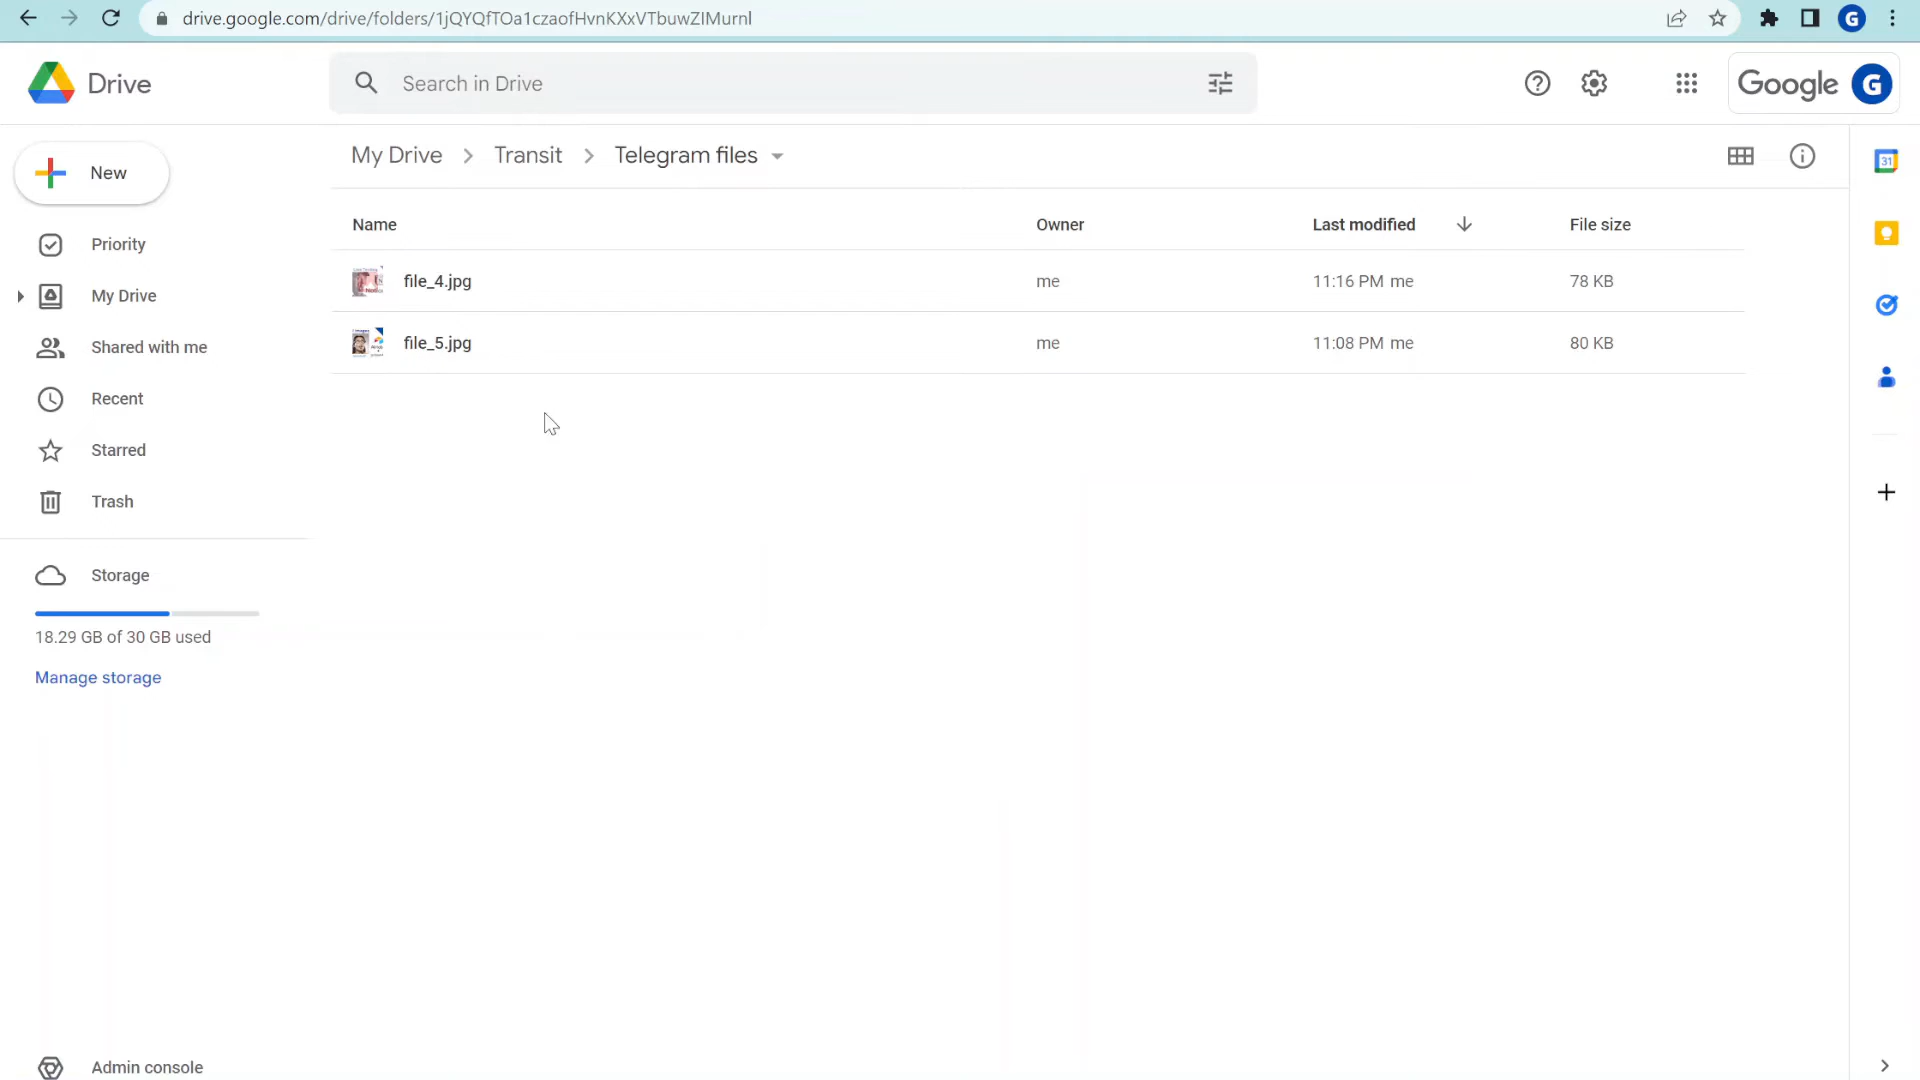 drive.google.com/drive/folders/1jQYQfTOa1czaofHvnKXxVTbuwZIMurnl
G
Drive
Search in Drive
Google G
New
My Drive Transit Telegram files
31
Name Owner Last modified File size
Priority
file_4.jpg me 11:16 PM me 78 KB
My Drive
file_5.jpg me 11:08 PM me 80 KB
Shared with me
Recent
Starred
Trash
Storage
18.29 GB of 30 GB used
Manage storage
Admin console